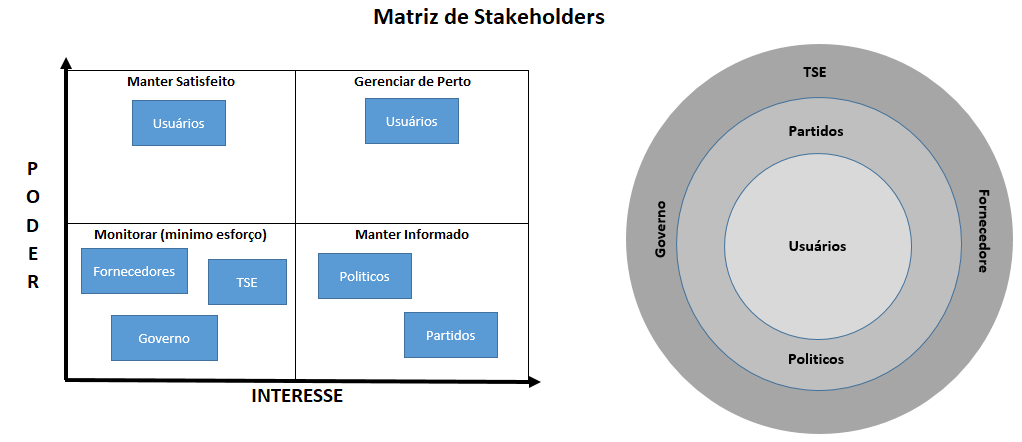 Matriz de Stakeholders
Manter Satisfeito
Gerenciar de Perto
Usuários
Usuários
P
O
D
E
R
Monitorar (minimo esforço)
Manter Informado
Fornecedores
TSE
Politicos
Governo
Partidos
INTERESSE
TSE
Partidos
Governo
Usuários
Fornecedore
Politicos